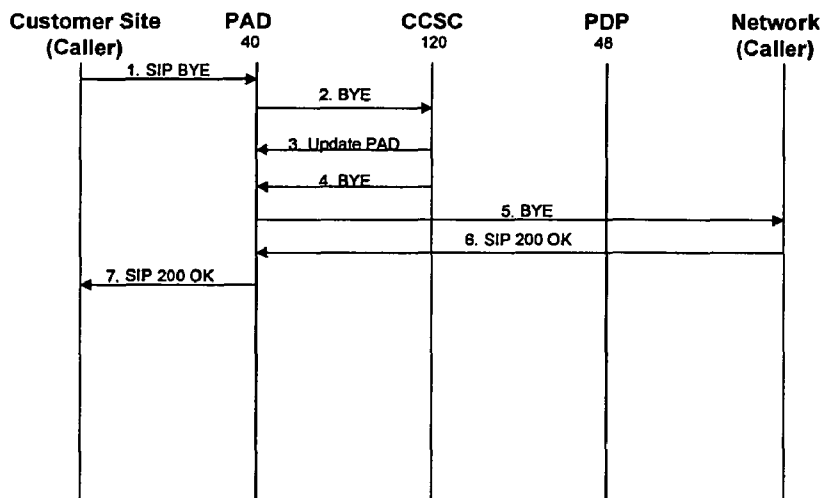 Customer Site PAD CCSC PDP Network
(Caller) 40 120 48 (Caller)
1. SIP BYE
2. BYE
3. Update PAD
4. BYE
5. BYE
6. SIP 200 OK
7. SIP 200 OK